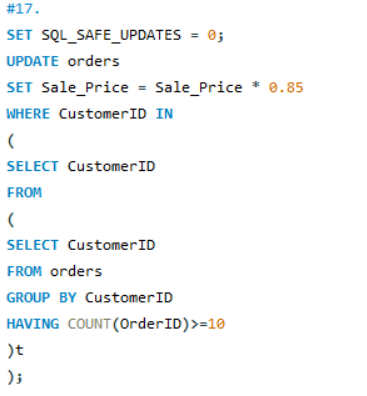 #17.
SET SQL_SAFE_UPDATES = 0;
UPDATE orders
SET Sale_Price = Sale_Price * 0.85
WHERE CustomerID IN
(
SELECT CustomerID
FROM
(
SELECT CustomerID
FROM orders
GROUP BY CustomerID
HAVING COUNT(OrderID)>=10
)t
);